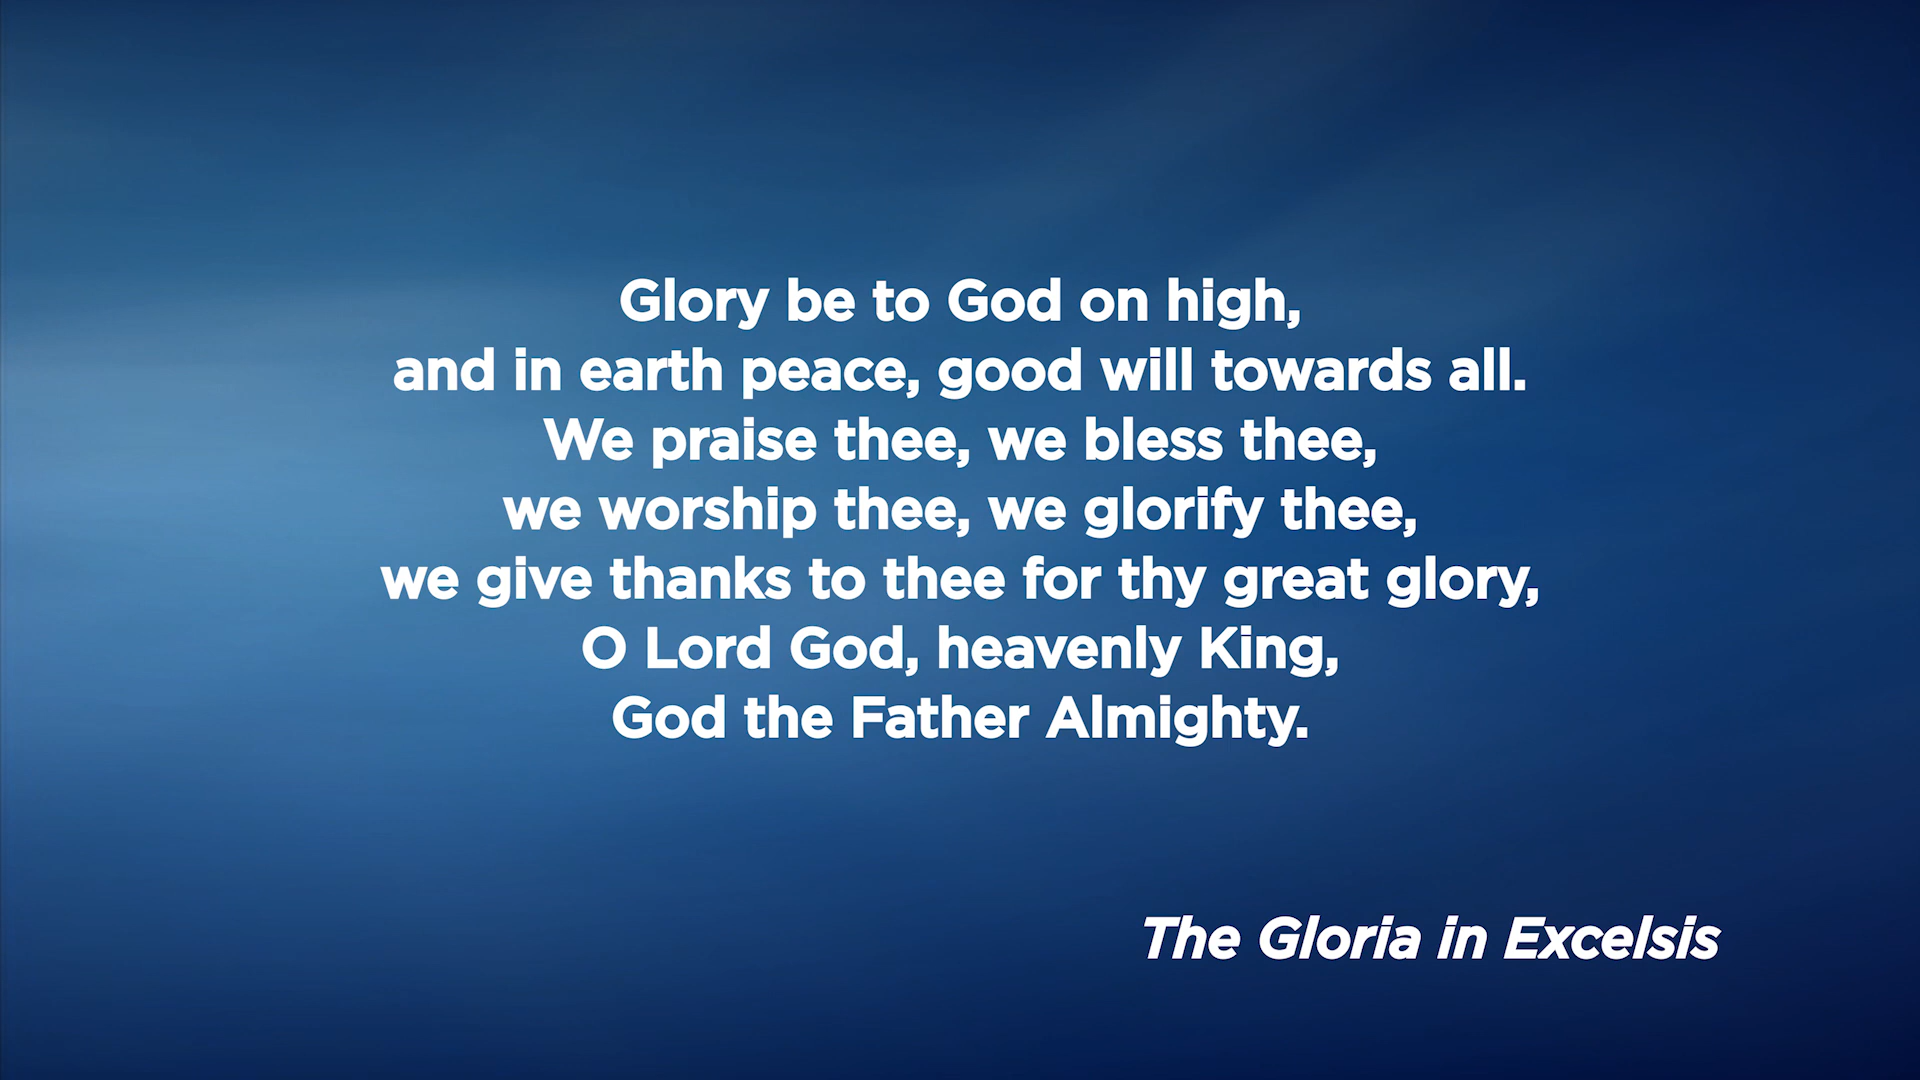 Glory be to God on high,
and in earth peace, good will towards all.
We praise thee, we bless thee,
we worship thee, we glorify thee,
we give thanks to thee for thy great glory,
O Lord God, heavenly King,
God the Father Almighty.
The Gloria in Excelsis